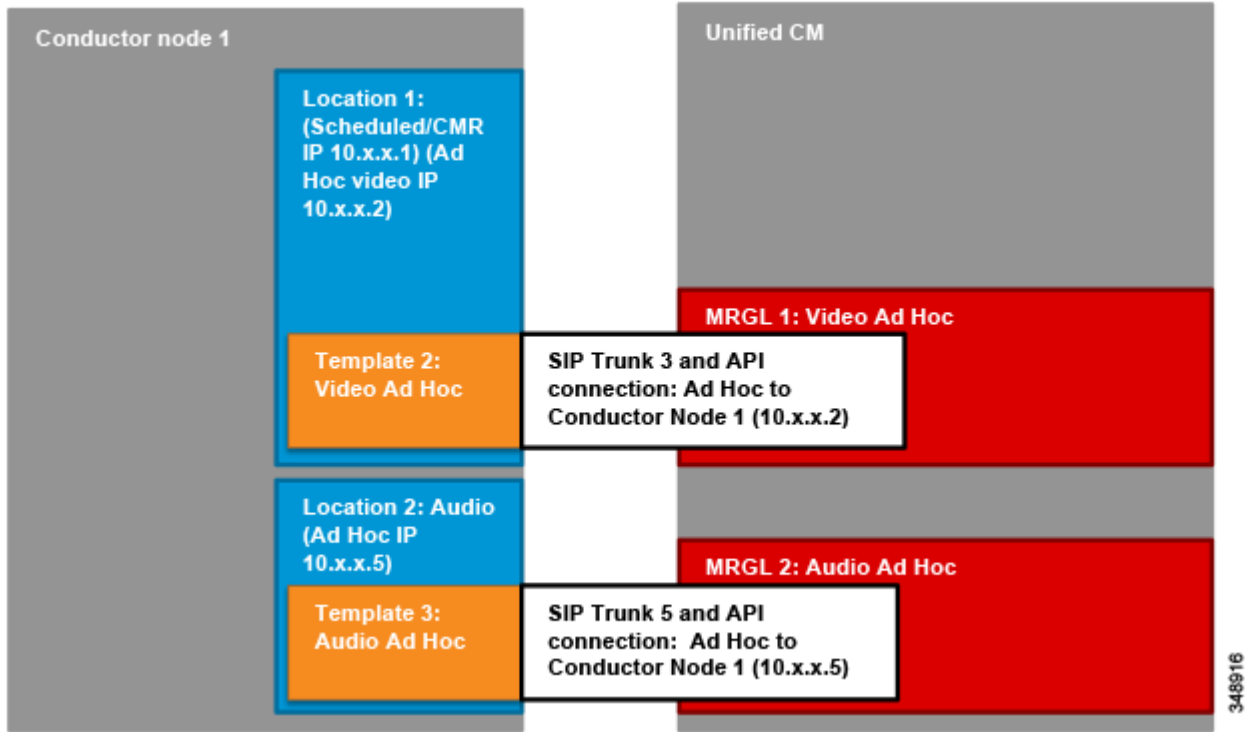 Conductor node 1
Location 1:
(Scheduled/CMR
IP 10.x.x.1) (Ad
Hoc video IP
10.x.x.2)
Template 2:
Video Ad Hoc
SIP Trunk 3 and API
connection: Ad Hoc to
Conductor Node 1 (10.x.x.2)
Location 2: Audio
(Ad Hoc IP
10.x.x.5)
Template 3:
Audio Ad Hoc
SIP Trunk 5 and API
connection:  Ad Hoc to
Conductor Node 1 (10.x.x.5)
Unified CM
MRGL 1: Video Ad Hoc
MRGL 2: Audio Ad Hoc
348916